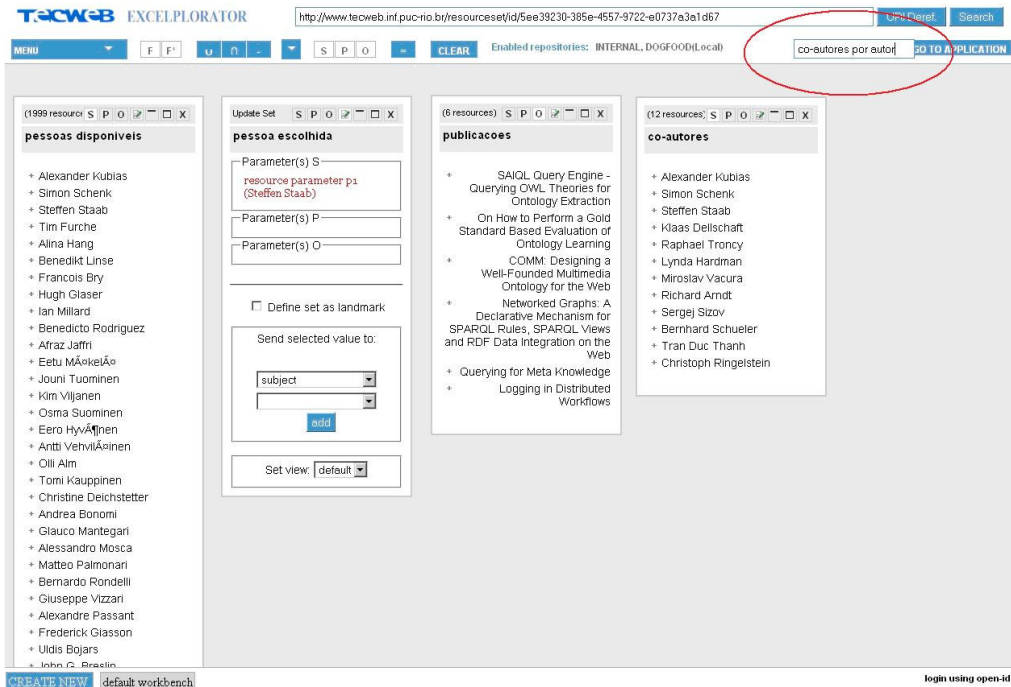 TECWEB EXCELPLORATOR
http://www.tecweb.inf.puc-rio.br/resourceset/id/5ee39230-385e-4557-9722-e0737a3a1d67
URI Deref.
Search
MENU
F F'
∪ ∩ -
S P O
=
CLEAR
Enabled repositories: INTERNAL, DOGFOOD(Local)
co-autores por autor
GO TO APPLICATION
(1999 resourc S P O X
pessoas disponiveis
+ Alexander Kubias
+ Simon Schenk
+ Steffen Staab
+ Tim Furche
+ Alina Hang
+ Benedikt Linse
+ Francois Bry
+ Hugh Glaser
+ Ian Millard
+ Benedicto Rodriguez
+ Afraz Jaffri
+ Eetu MÃ¤kelÃ¤
+ Jouni Tuominen
+ Kim Viljanen
+ Osma Suominen
+ Eero HyvÃ¶nen
+ Antti VehvilÃ¤inen
+ Olli Alm
+ Tomi Kauppinen
+ Christine Deichstetter
+ Andrea Bonomi
+ Glauco Mantegari
+ Alessandro Mosca
+ Matteo Palmonari
+ Bernardo Rondelli
+ Giuseppe Vizzari
+ Alexandre Passant
+ Frederick Giasson
+ Uldis Bojars
+ John G. Breslin
Update Set S P O X
pessoa escolhida
Parameter(s) S
resource parameter p1
(Steffen Staab)
Parameter(s) P
Parameter(s) O
Define set as landmark
Send selected value to:
subject
add
Set view: default
(6 resources) S P O X
publicacoes
+ SAIQL Query Engine -
Querying OWL Theories for
Ontology Extraction
+ On How to Perform a Gold
Standard Based Evaluation of
Ontology Learning
+ COMM: Designing a
Well-Founded Multimedia
Ontology for the Web
+ Networked Graphs: A
Declarative Mechanism for
SPARQL Rules, SPARQL Views
and RDF Data Integration on the
Web
+ Querying for Meta Knowledge
+ Logging in Distributed
Workflows
(12 resources) S P O X
co-autores
+ Alexander Kubias
+ Simon Schenk
+ Steffen Staab
+ Klaas Dellschaft
+ Raphael Troncy
+ Lynda Hardman
+ Miroslav Vacura
+ Richard Arndt
+ Sergej Sizov
+ Bernhard Schueler
+ Tran Duc Thanh
+ Christoph Ringelstein
CREATE NEW
default workbench
login using open-id